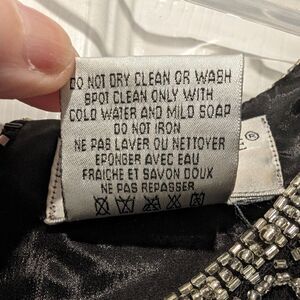 DO NOT DRY CLEAN OR WASH
SPOT CLEAN ONLY WITH
COLD WATER AND MILD SOAP
DO NOT IRON
NE PAS LAVER OU NETTOYER
EPONGER AVEC EAU
FRAICHE ET SAVON DOUX
NE PAS REPASSER